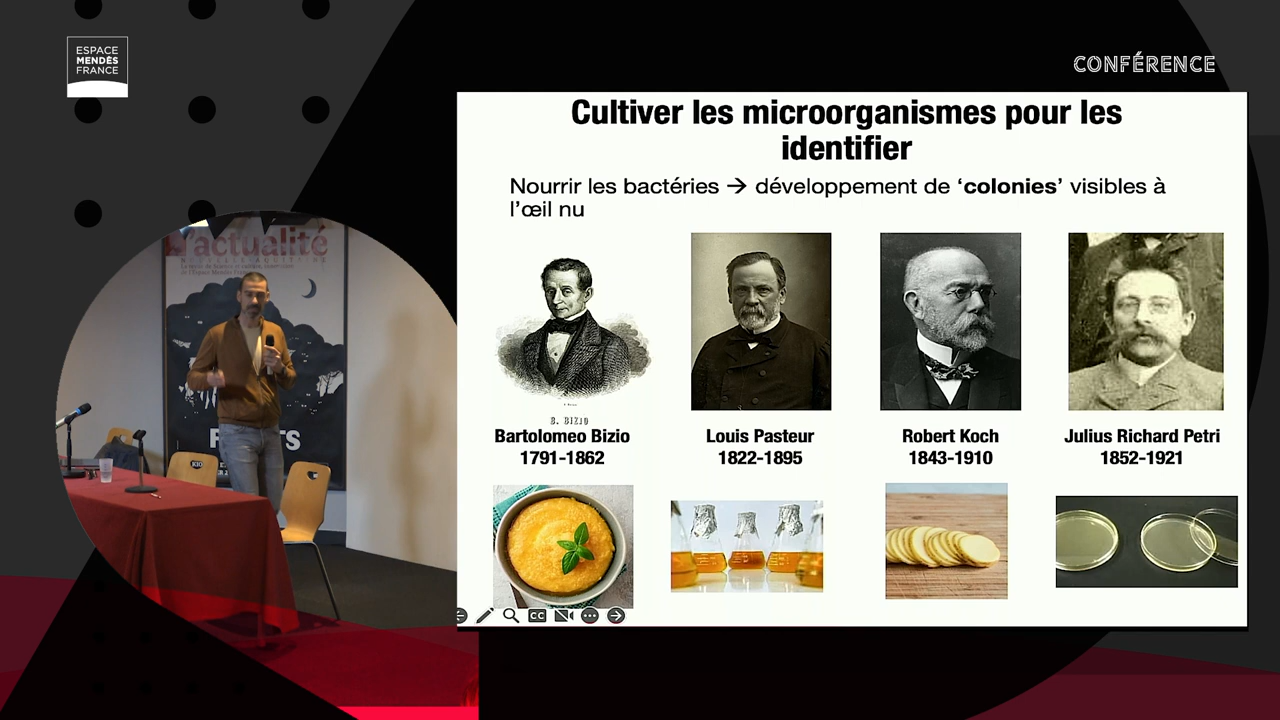 ESPACE
MENDÈS
FRANCE
CONFÉRENCE
Cultiver les microorganismes pour les
identifier
Nourrir les bactéries → développement de ‘colonies’ visibles à
l’œil nu
l'actualité
NOUVELLE-AQUITAINE
B. BIZIO
Bartolomeo Bizio
1791-1862
Louis Pasteur
1822-1895
Robert Koch
1843-1910
Julius Richard Petri
1852-1921
CC